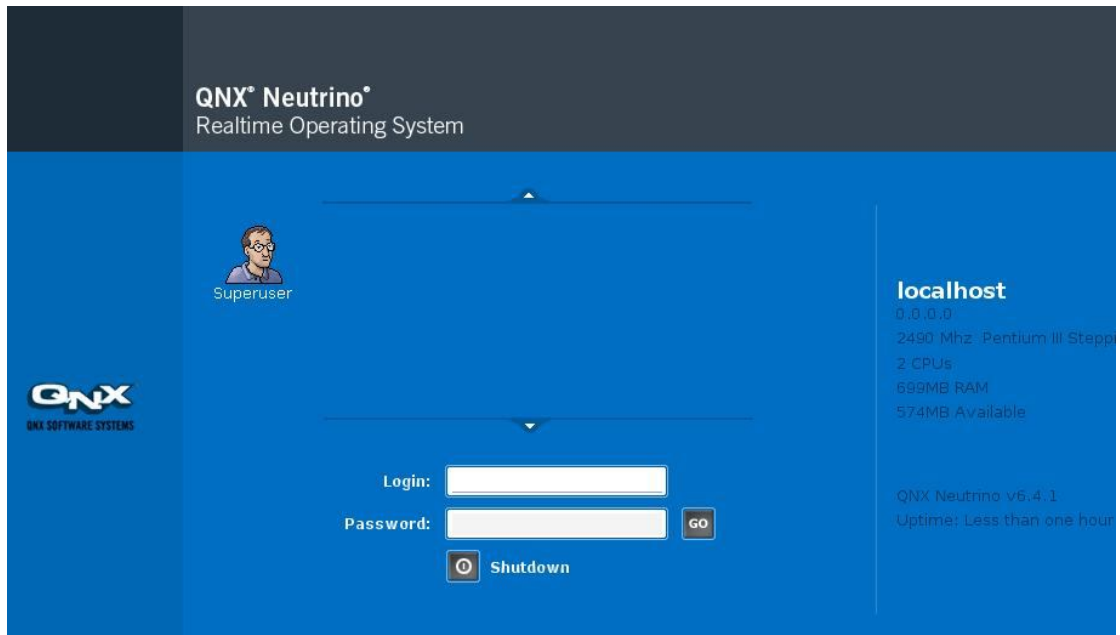 QNX® Neutrino®
Realtime Operating System
Superuser
QNX
QNX SOFTWARE SYSTEMS
localhost
0.0.0.0
2490 Mhz Pentium III Steppi
2 CPUs
699MB RAM
574MB Available
QNX Neutrino v6.4.1
Uptime: Less than one hour
Login:
Password:
GO
Shutdown